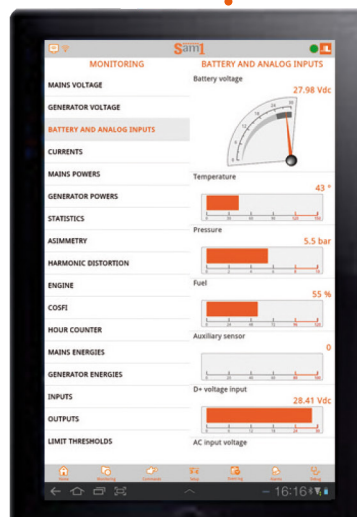 Sam1
MONITORING
MAINS VOLTAGE
GENERATOR VOLTAGE
BATTERY AND ANALOG INPUTS
CURRENTS
MAINS POWERS
GENERATOR POWERS
STATISTICS
ASIMMETRY
HARMONIC DISTORTION
ENGINE
COSFI
HOUR COUNTER
MAINS ENERGIES
GENERATOR ENERGIES
INPUTS
OUTPUTS
LIMIT THRESHOLDS
BATTERY AND ANALOG INPUTS
Battery voltage
27.98 Vdc
Temperature
43 °
Pressure
5.5 bar
Fuel
55 %
Auxiliary sensor
0
D+ voltage input
28.41 Vdc
AC input voltage
16:16